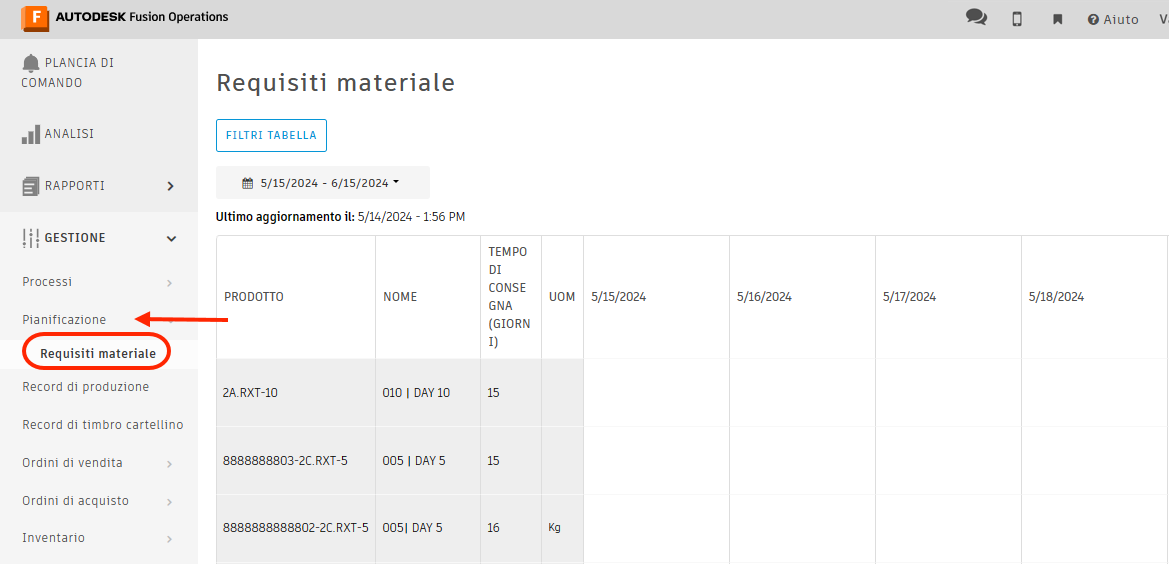 F AUTODESK Fusion Operations
Aiuto
PLANCIA DI
COMANDO
ANALISI
RAPPORTI
GESTIONE
Processi
Pianificazione
Requisiti materiale
Record di produzione
Record di timbro cartellino
Ordini di vendita
Ordini di acquisto
Inventario
Requisiti materiale
FILTRI TABELLA
5/15/2024 - 6/15/2024
Ultimo aggiornamento il: 5/14/2024 - 1:56 PM
PRODOTTO
NOME
TEMPO
DI
CONSE
GNA
(GIORN
I)
UOM
5/15/2024
5/16/2024
5/17/2024
5/18/2024
2A.RXT-10
010 | DAY 10
15
8888888803-2C.RXT-5
005 | DAY 5
15
8888888888802-2C.RXT-5
005| DAY 5
16
Kg